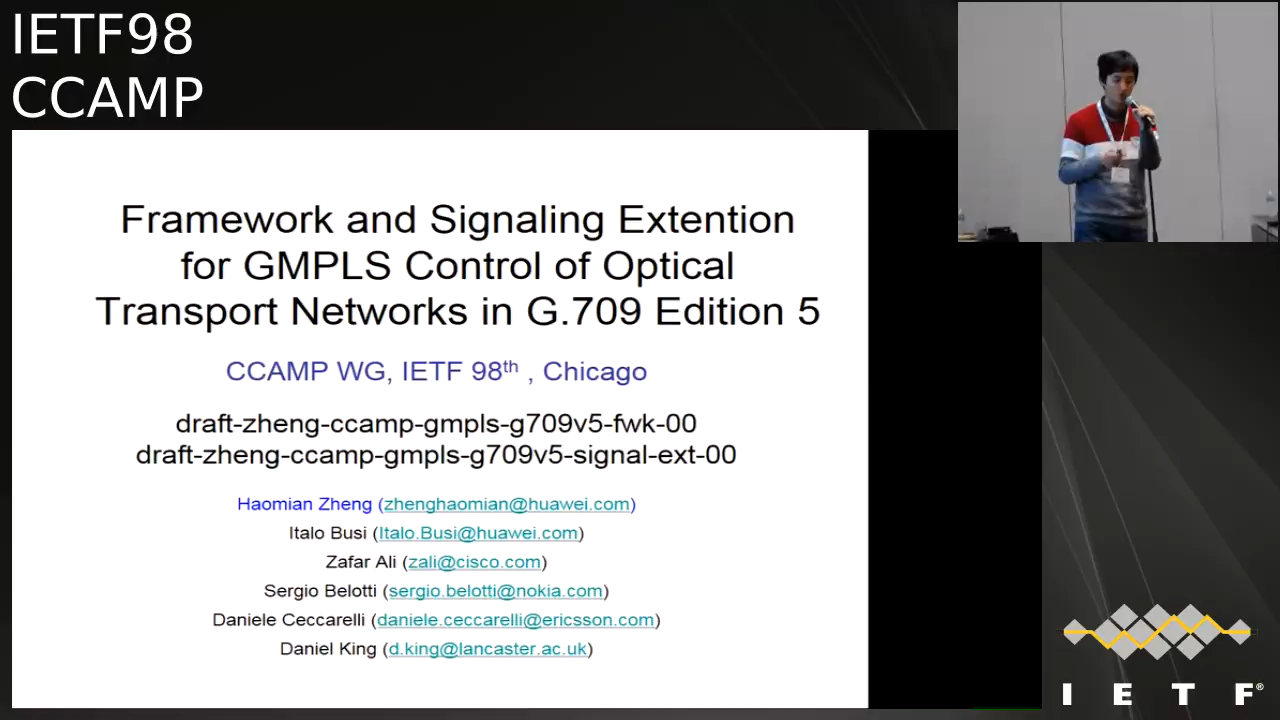 IETF98
CCAMP
Framework and Signaling Extention
for GMPLS Control of Optical
Transport Networks in G.709 Edition 5
CCAMP WG, IETF 98th , Chicago
draft-zheng-ccamp-gmpls-g709v5-fwk-00
draft-zheng-ccamp-gmpls-g709v5-signal-ext-00
Haomian Zheng (zhenghaomian@huawei.com)
Italo Busi (Italo.Busi@huawei.com)
Zafar Ali (zali@cisco.com)
Sergio Belotti (sergio.belotti@nokia.com)
Daniele Ceccarelli (daniele.ceccarelli@ericsson.com)
Daniel King (d.king@lancaster.ac.uk)
I E T F®